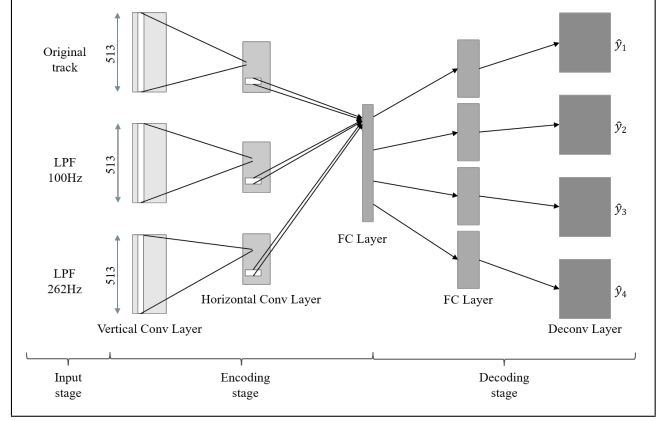 Original
track
513
ŷ1
LPF
100Hz
513
ŷ2
ŷ3
FC Layer
LPF
262Hz
513
Horizontal Conv Layer
FC Layer
ŷ4
Vertical Conv Layer
Deconv Layer
Input
stage
Encoding
stage
Decoding
stage